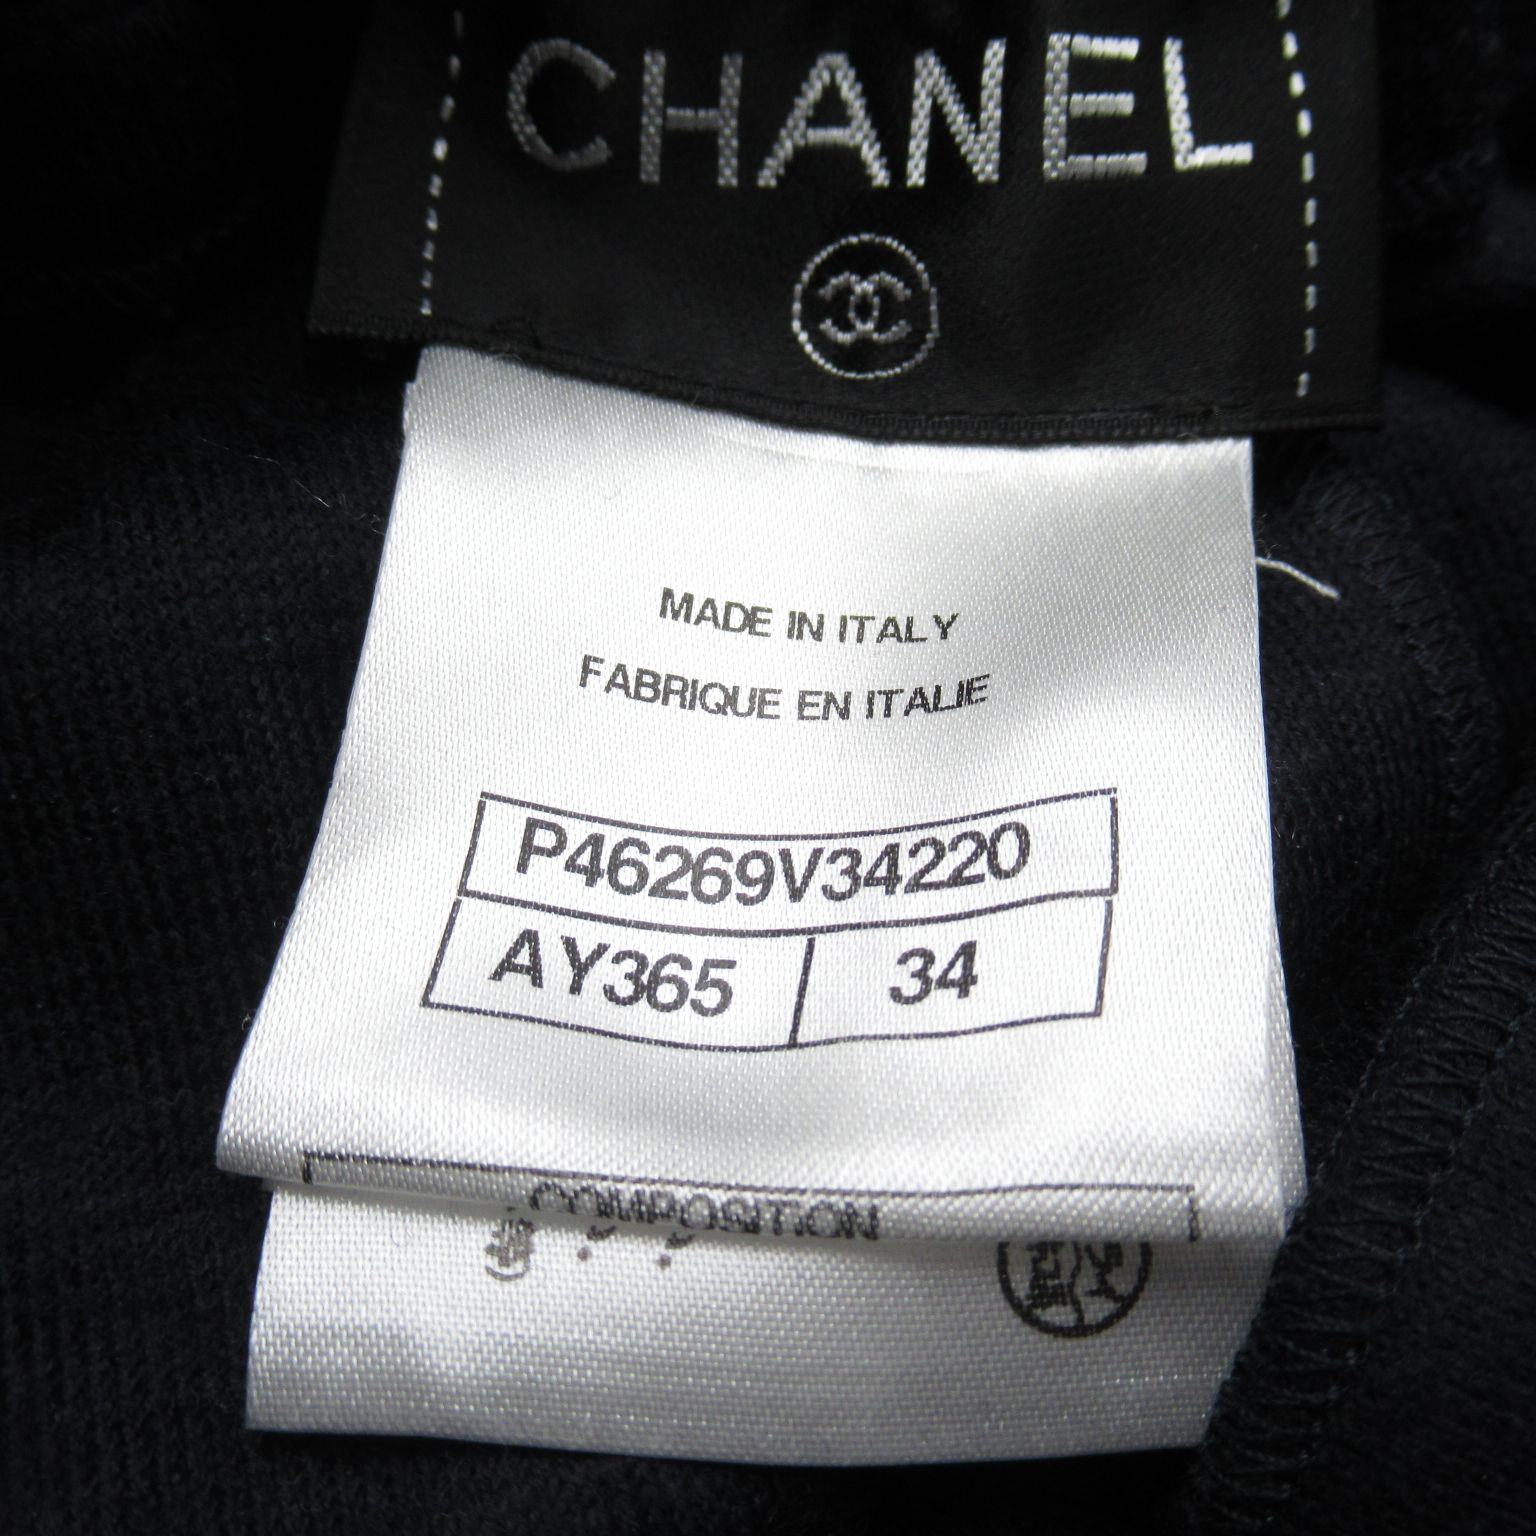 CHANEL
MADE IN ITALY
FABRIQUE EN ITALIE
P46269V34220
AY365 34
COMPOSITION